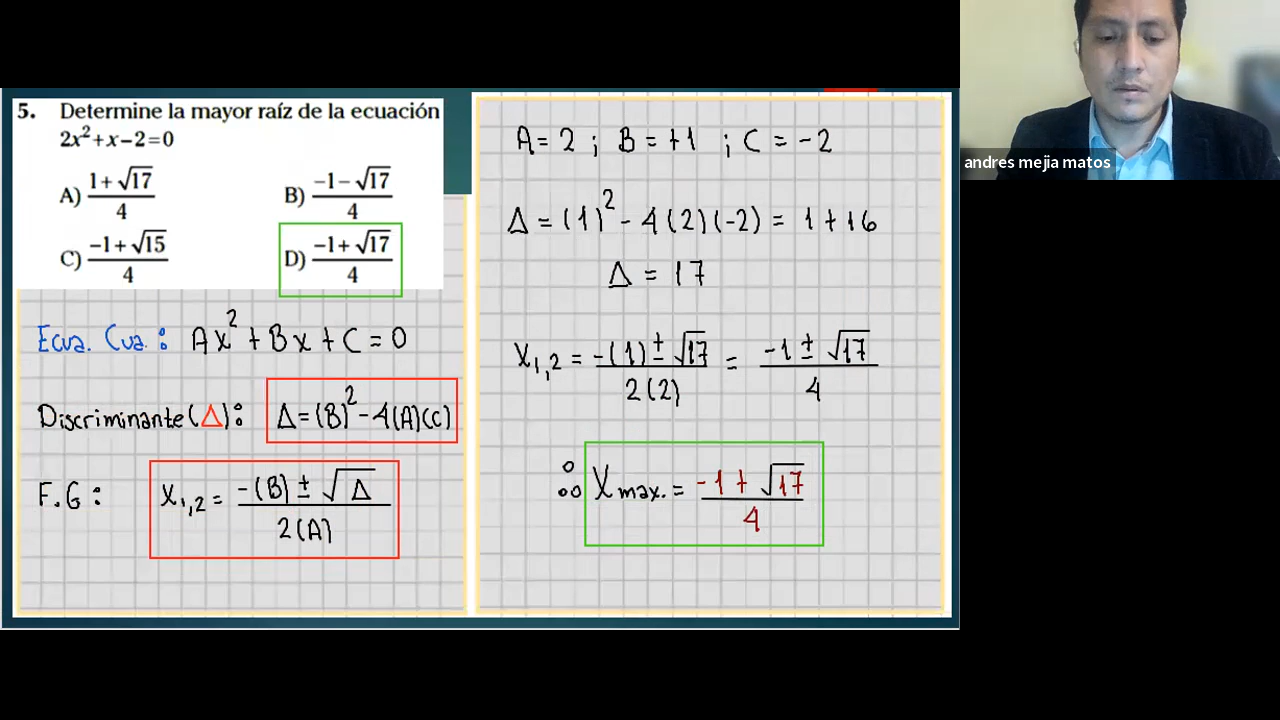 5. Determine la mayor raíz de la ecuación
2x²+x−2=0
A) (1+√17)/4 B) (−1−√17)/4
C) (−1+√15)/4 D) (−1+√17)/4
Ecua. Cua.: Ax² + Bx + C = 0
Discriminante (Δ): Δ = (B)² - 4(A)(C)
F.G: X₁,₂ = (-(B) ± √Δ)/2(A)
A = 2 ; B = +1 ; C = -2
Δ = (1)² - 4(2)(-2) = 1 + 16
Δ = 17
X₁,₂ = (-(1) ± √17)/2(2) = (-1 ± √17)/4
∴ Xmax. = (-1 + √17)/4
andres mejia matos